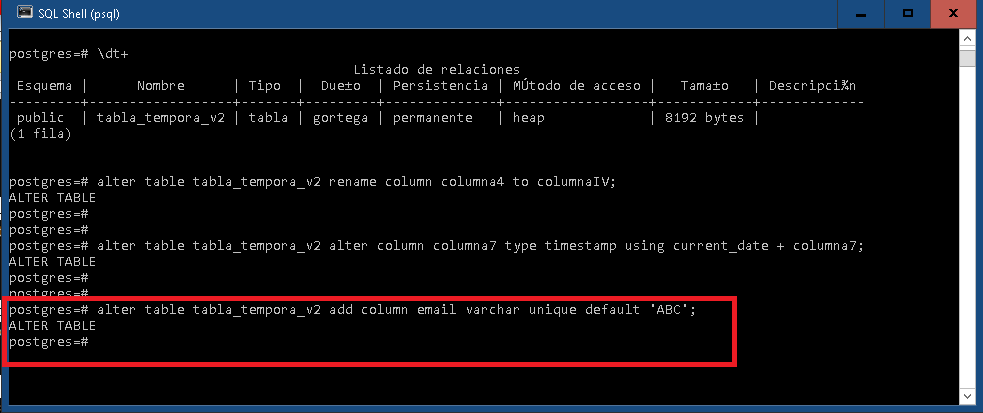 SQL Shell (psql)
postgres=# \dt+
Listado de relaciones
Esquema | Nombre | Tipo | Due±o | Persistencia | MÚtodo de acceso | Tama±o | Descripci¾n
---------+------------------+-------+---------+--------------+------------------+------------+-------------
public | tabla_tempora_v2 | tabla | gortega | permanente | heap | 8192 bytes |
(1 fila)
postgres=# alter table tabla_tempora_v2 rename column columna4 to columnaIV;
ALTER TABLE
postgres=#
postgres=#
postgres=# alter table tabla_tempora_v2 alter column columna7 type timestamp using current_date + columna7;
ALTER TABLE
postgres=#
postgres=#
postgres=# alter table tabla_tempora_v2 add column email varchar unique default 'ABC';
ALTER TABLE
postgres=#